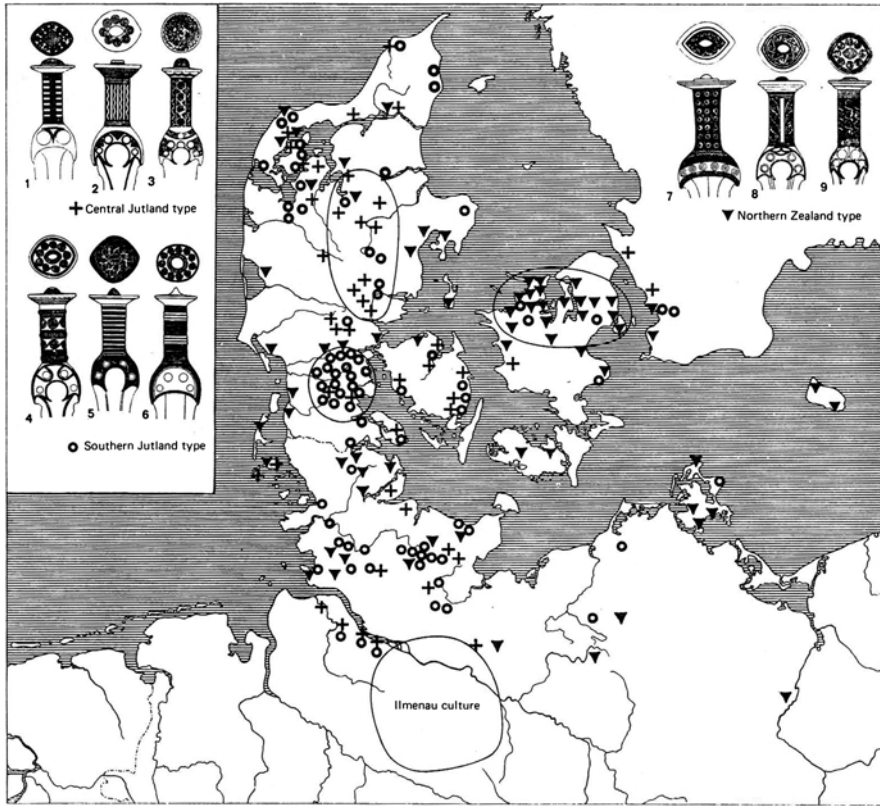 1
2
3
Central Jutland type
4
5
6
Southern Jutland type
7
8
9
Northern Zealand type
Ilmenau culture